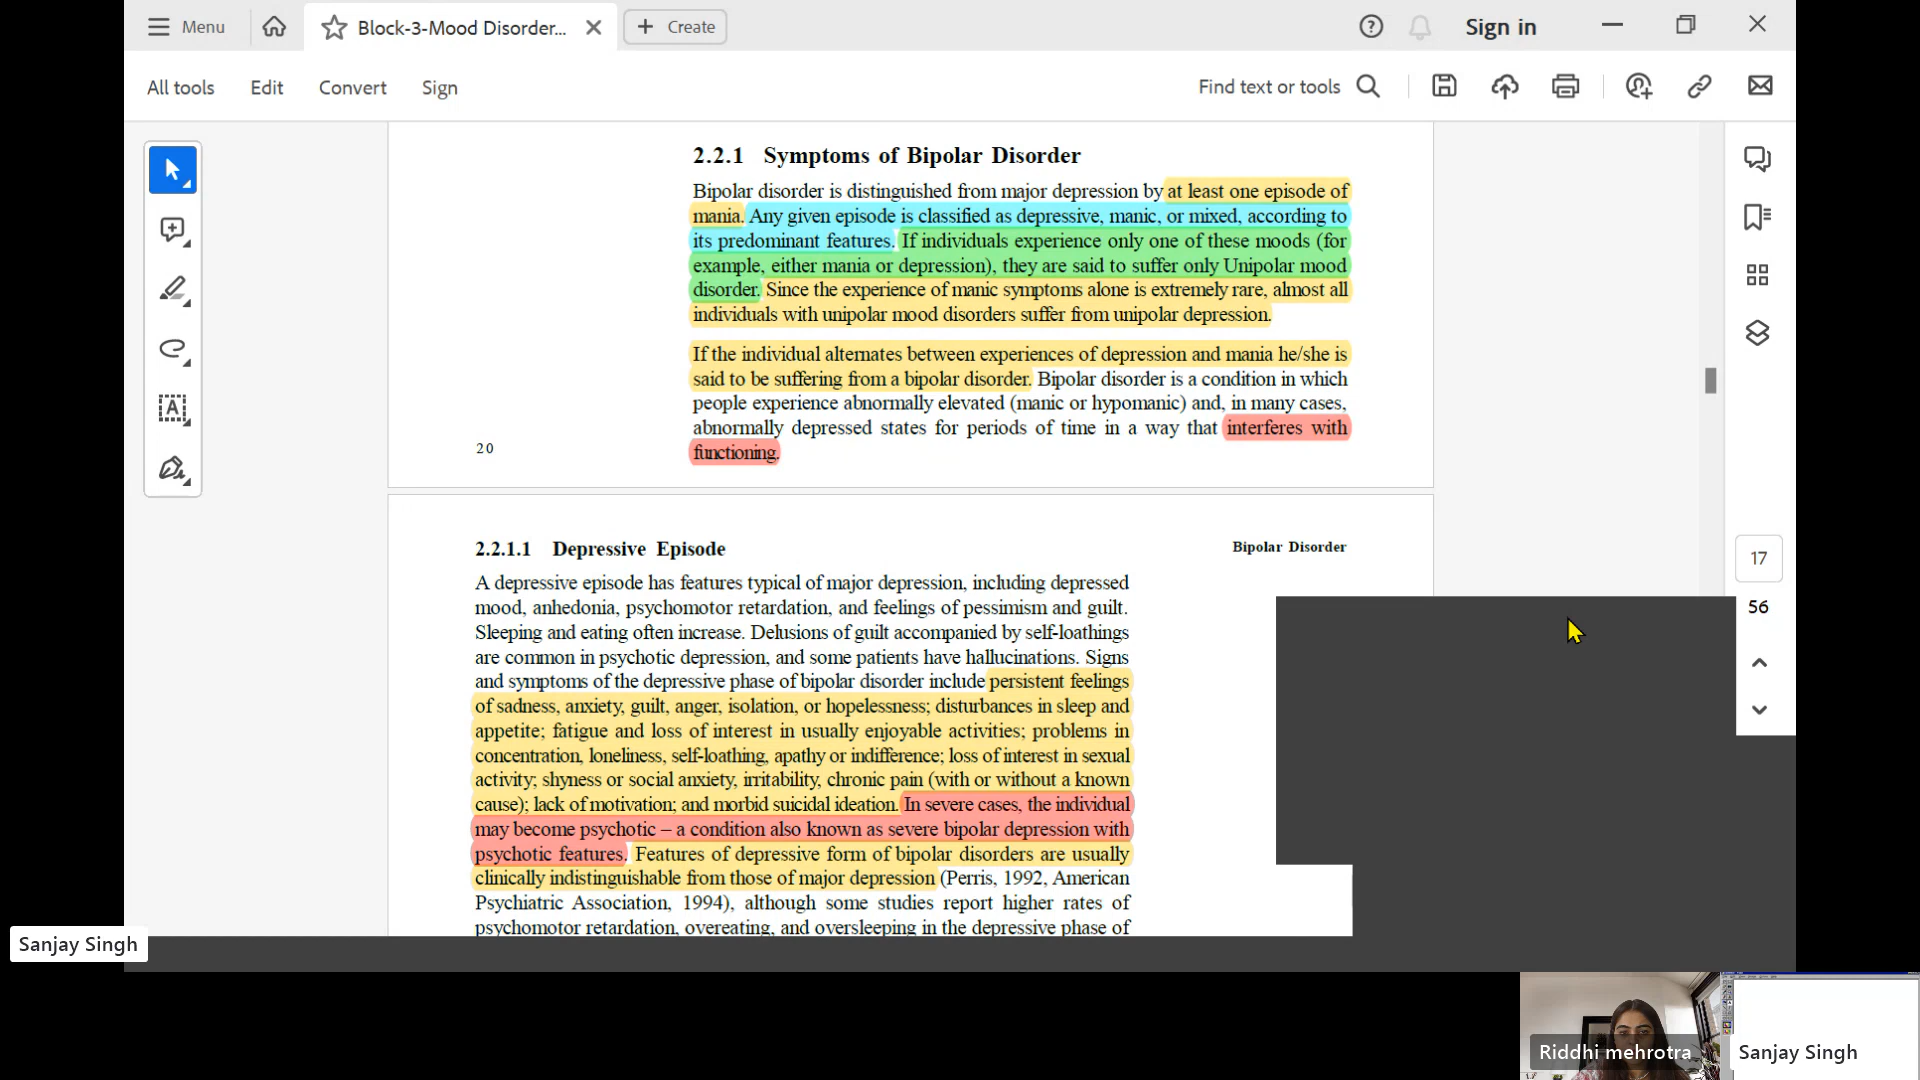 Menu
Block-3-Mood Disorder...
Create
Sign in
All tools
Edit
Convert
Sign
Find text or tools
2.2.1 Symptoms of Bipolar Disorder
Bipolar disorder is distinguished from major depression by at least one episode of
mania. Any given episode is classified as depressive, manic, or mixed, according to
its predominant features. If individuals experience only one of these moods (for
example, either mania or depression), they are said to suffer only Unipolar mood
disorder. Since the experience of manic symptoms alone is extremely rare, almost all
individuals with unipolar mood disorders suffer from unipolar depression.
If the individual alternates between experiences of depression and mania he/she is
said to be suffering from a bipolar disorder. Bipolar disorder is a condition in which
people experience abnormally elevated (manic or hypomanic) and, in many cases,
abnormally depressed states for periods of time in a way that interferes with
functioning.
20
2.2.1.1 Depressive Episode
Bipolar Disorder
A depressive episode has features typical of major depression, including depressed
mood, anhedonia, psychomotor retardation, and feelings of pessimism and guilt.
Sleeping and eating often increase. Delusions of guilt accompanied by self-loathings
are common in psychotic depression, and some patients have hallucinations. Signs
and symptoms of the depressive phase of bipolar disorder include persistent feelings
of sadness, anxiety, guilt, anger, isolation, or hopelessness; disturbances in sleep and
appetite; fatigue and loss of interest in usually enjoyable activities; problems in
concentration, loneliness, self-loathing, apathy or indifference; loss of interest in sexual
activity; shyness or social anxiety, irritability, chronic pain (with or without a known
cause); lack of motivation; and morbid suicidal ideation. In severe cases, the individual
may become psychotic – a condition also known as severe bipolar depression with
psychotic features. Features of depressive form of bipolar disorders are usually
clinically indistinguishable from those of major depression (Perris, 1992, American
Psychiatric Association, 1994), although some studies report higher rates of
psychomotor retardation, overeating, and oversleeping in the depressive phase of
17
56
Sanjay Singh
Riddhi mehrotra
Sanjay Singh